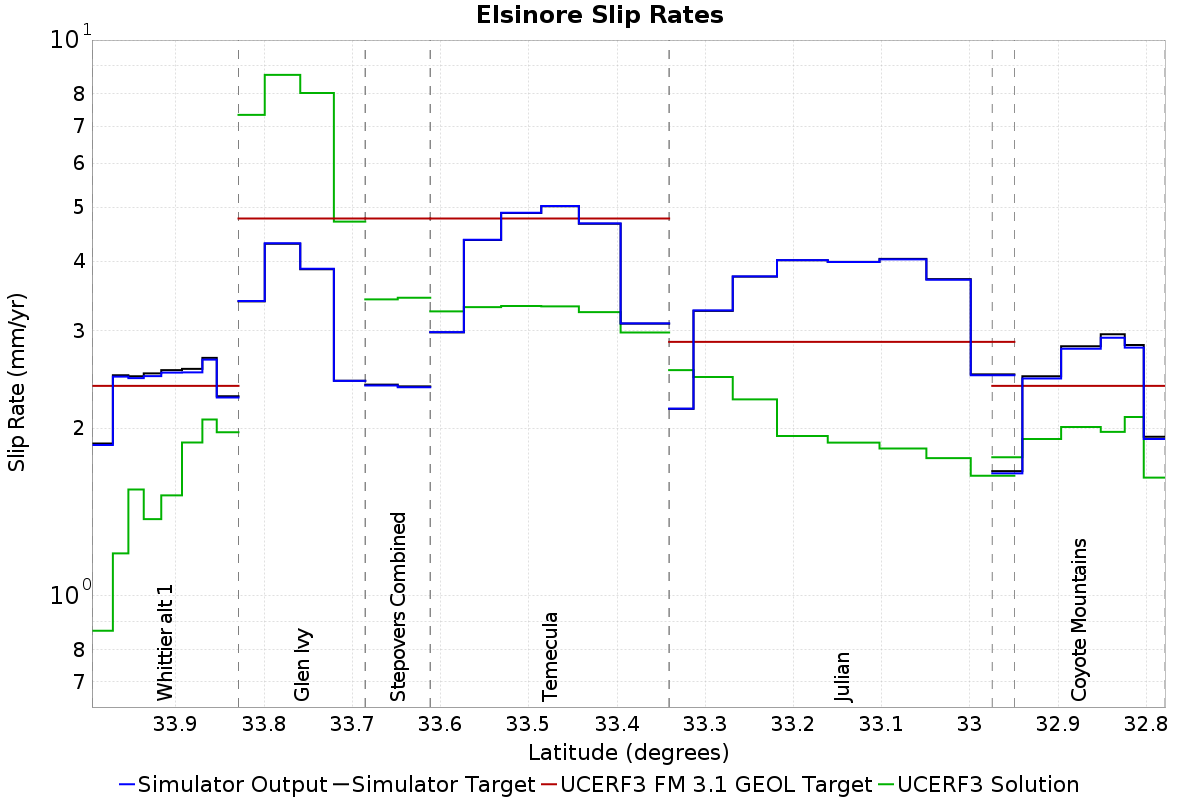 Elsinore Slip Rates
Slip Rate (mm/yr)
10^1
8
7
6
5
4
3
2
10^0
8
7
Whittier alt 1
Glen Ivy
Stepovers Combined
Temecula
Julian
Coyote Mountains
33.9 33.8 33.7 33.6 33.5 33.4 33.3 33.2 33.1 33 32.9 32.8
Latitude (degrees)
Simulator Output Simulator Target UCERF3 FM 3.1 GEOL Target UCERF3 Solution